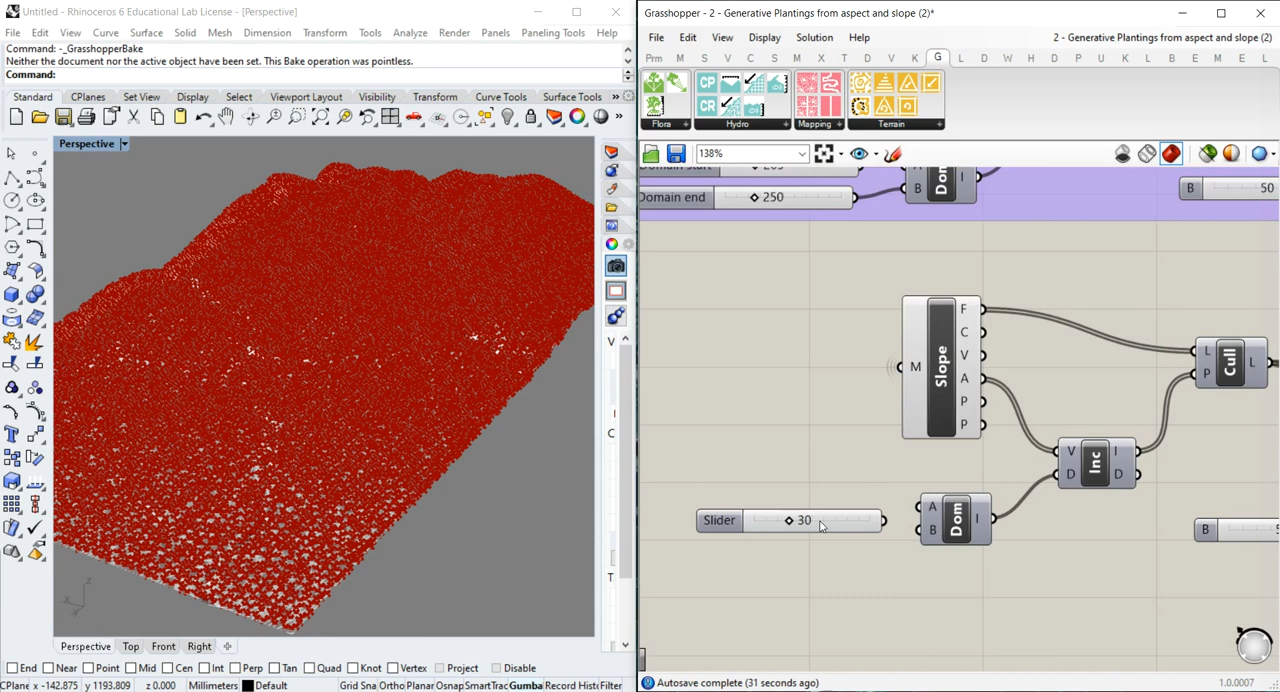 Untitled - Rhinoceros 6 Educational Lab License - [Perspective]
File Edit View Curve Surface Solid Mesh Dimension Transform Tools Analyze Render Panels Paneling Tools Help
Command: -_GrasshopperBake
Neither the document nor the active object have been set. This Bake operation was pointless.
Command:
Standard CPlanes Set View Display Select Viewport Layout Visibility Transform Curve Tools Surface Tools »
Perspective
V
I
C
T
z
x
y
Perspective Top Front Right
End Near Point Mid Cen Int Perp Tan Quad Knot Vertex Project Disable
CPlane x -142.875 y 1193.809 z 0.000 Millimeters Default Grid Sna Ortho Planar Osnap SmartTrac Gumba Record Histo Filter
Grasshopper - 2 - Generative Plantings from aspect and slope (2)*
File Edit View Display Solution Help
2 - Generative Plantings from aspect and slope (2)
Prm M S V C S M I X T D V K G L D W H D P U K L B E M E L
CP
CR
Flora Hydro Mapping Terrain
138%
Domain end 250
B
Dom
I
B 50
M
Slope
F
C
V
A
P
P
L
P
Cull
L
V
D
Inc
I
D
Slider 30
A
B
Dom
I
B
Autosave complete (31 seconds ago)
1.0.0007